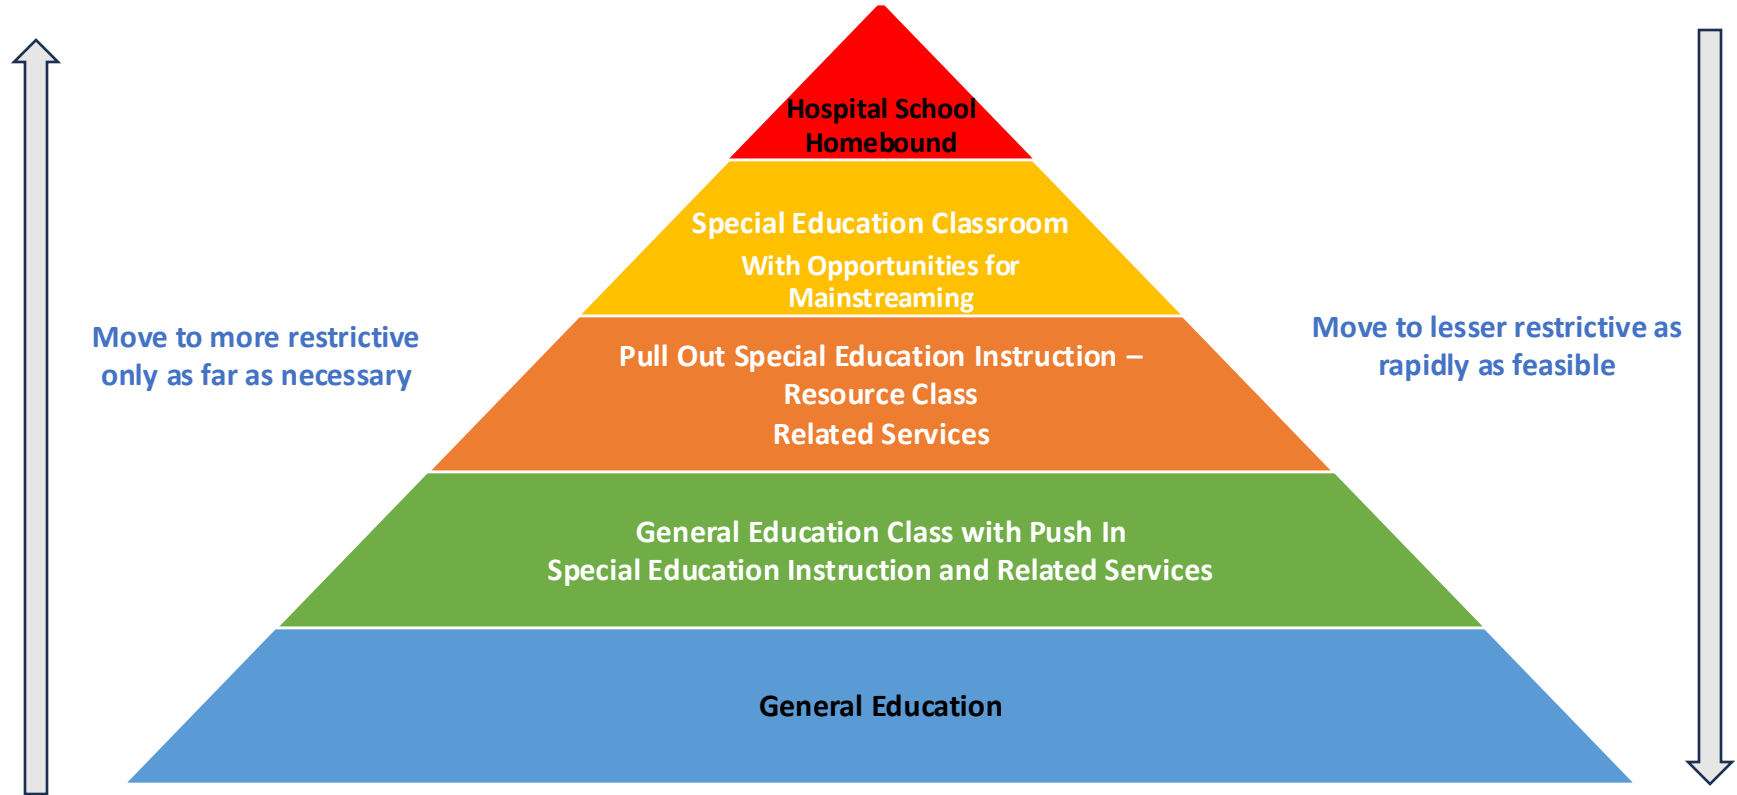 Hospital School
Homebound
Special Education Classroom
With Opportunities for
Mainstreaming
Move to more restrictive
only as far as necessary
Pull Out Special Education Instruction –
Resource Class
Related Services
Move to lesser restrictive as
rapidly as feasible
General Education Class with Push In
Special Education Instruction and Related Services
General Education